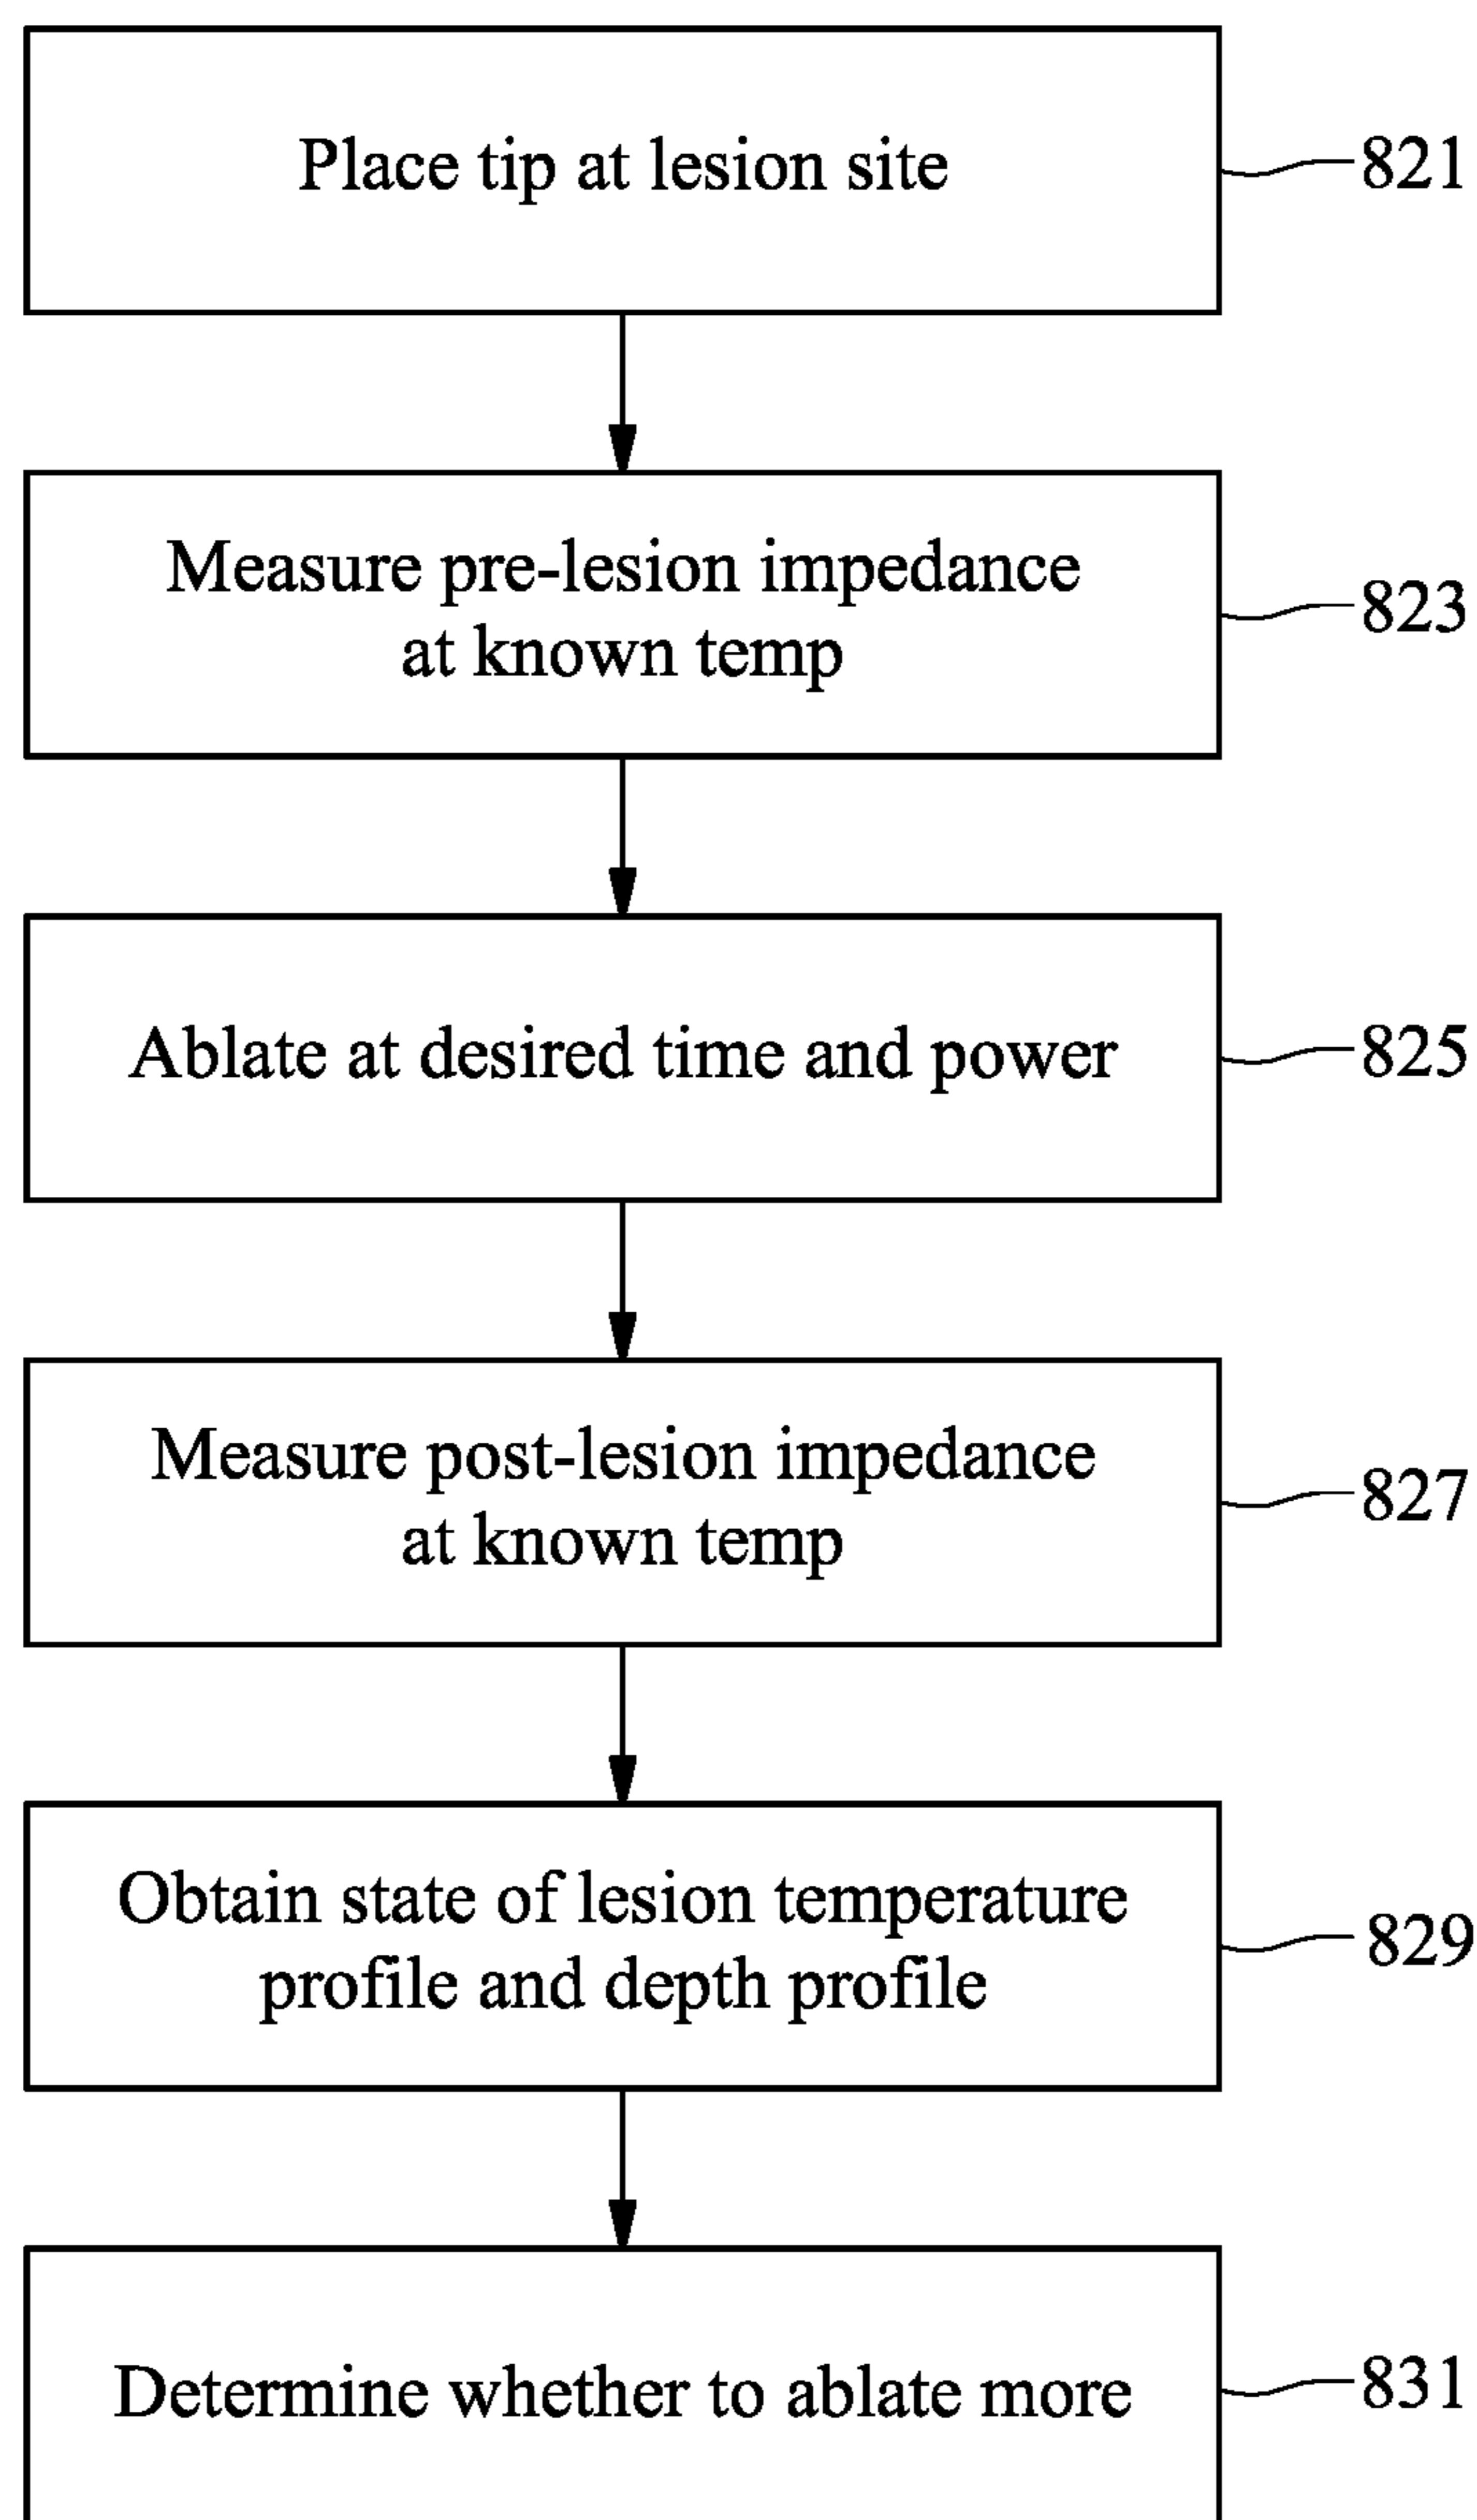 Place tip at lesion site
821
Measure pre-lesion impedance
at known temp
823
Ablate at desired time and power
825
Measure post-lesion impedance
at known temp
827
Obtain state of lesion temperature
profile and depth profile
829
Determine whether to ablate more
831